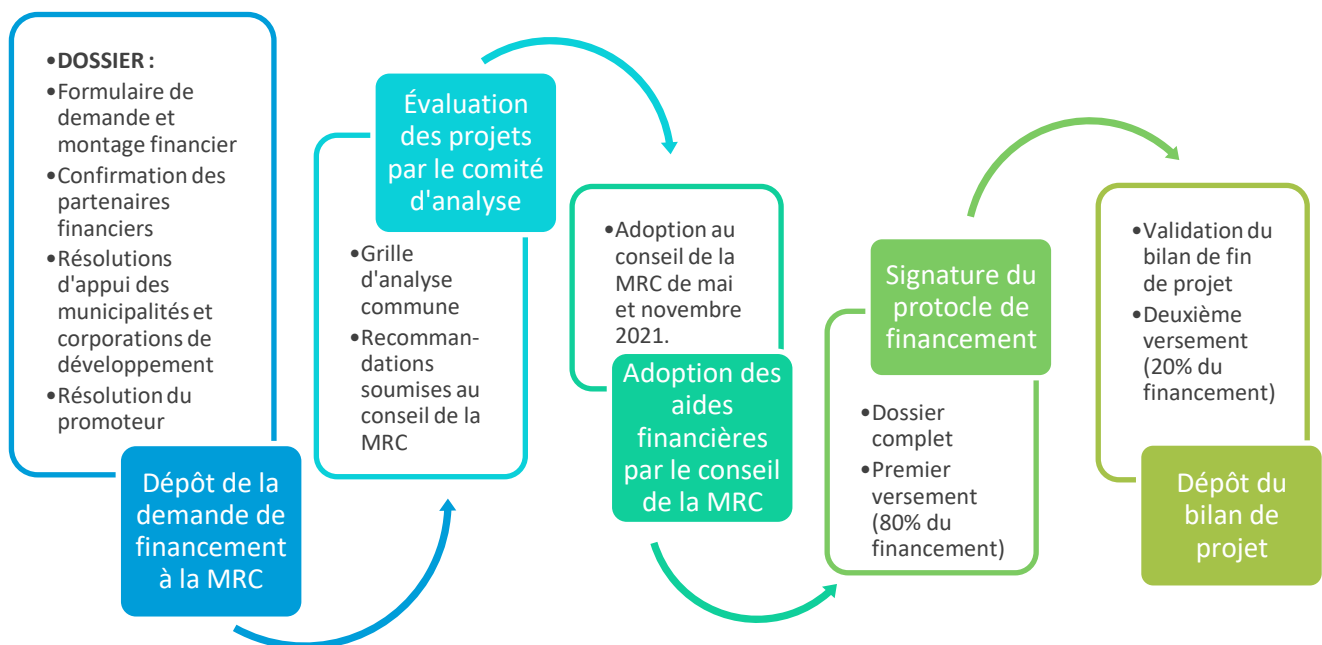 •DOSSIER :
•Formulaire de
demande et
montage financier
•Confirmation des
partenaires
financiers
•Résolutions
d'appui des
municipalités et
corporations de
développement
•Résolution du
promoteur
Dépôt de la
demande de
financement
à la MRC
Évaluation
des projets
par le comité
d'analyse
•Grille
d'analyse
commune
•Recomman-
dations
soumises au
conseil de la
MRC
•Adoption au
conseil de la
MRC de mai
et novembre
2021.
Adoption des
aides
financières
par le conseil
de la MRC
Signature du
protocle de
financement
•Dossier
complet
•Premier
versement
(80% du
financement)
•Validation du
bilan de fin
de projet
•Deuxième
versement
(20% du
financement)
Dépôt du
bilan de
projet